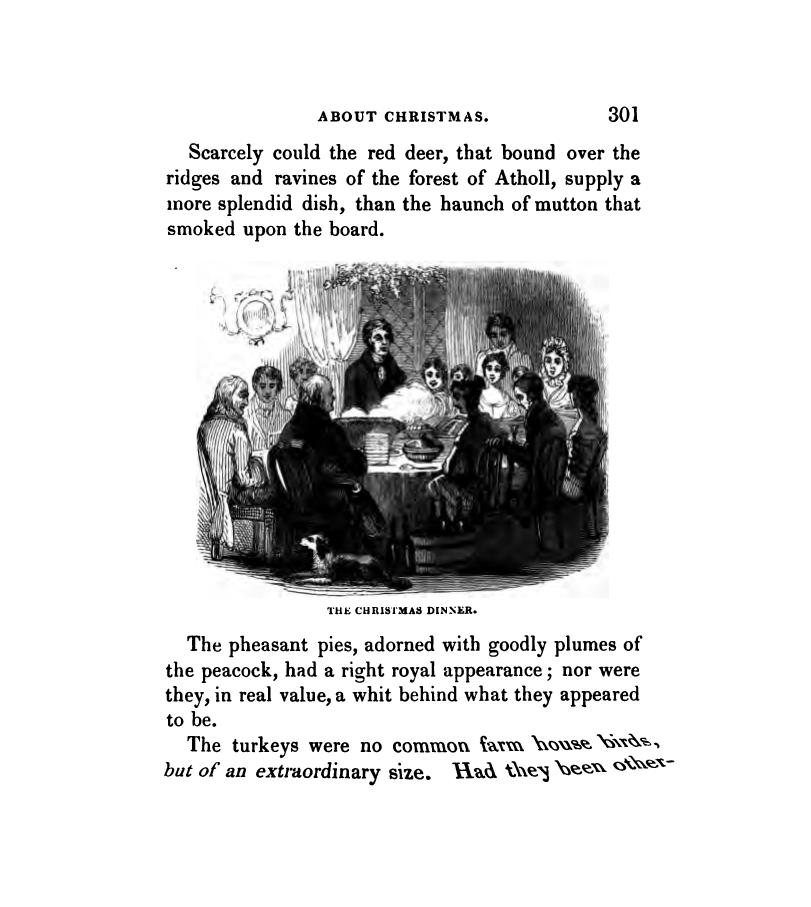 ABOUT CHRISTMAS. 301
Scarcely could the red deer, that bound over the
ridges and ravines of the forest of Atholl, supply a
more splendid dish, than the haunch of mutton that
smoked upon the board.
THE CHRISTMAS DINNER.
The pheasant pies, adorned with goodly plumes of
the peacock, had a right royal appearance; nor were
they, in real value, a whit behind what they appeared
to be.
The turkeys were no common farm house birds,
but of an extraordinary size. Had they been other-